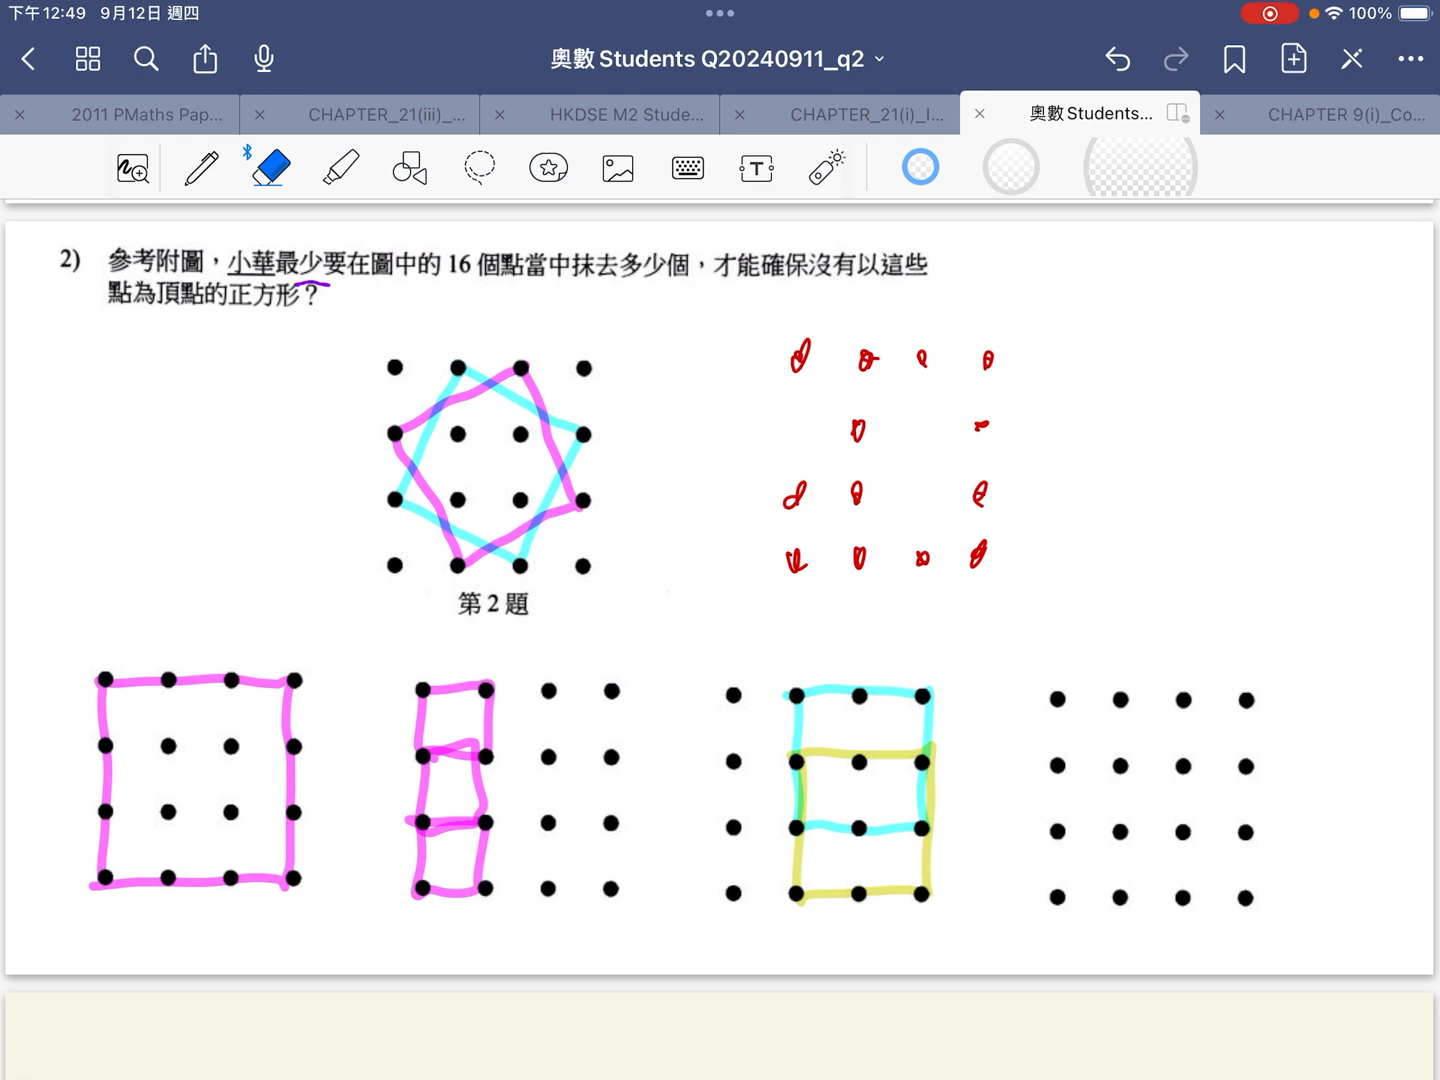 下午12:49 9月12日 週四
100%
奧數 Students Q20240911_q2
2011 PMaths Pap...
CHAPTER_21(iii)_...
HKDSE M2 Stude...
CHAPTER_21(i)_I...
奧數 Students...
CHAPTER 9(i)_Co...
T
2) 參考附圖，小華最少要在圖中的 16 個點當中抹去多少個，才能確保沒有以這些
點為頂點的正方形？
第 2 題